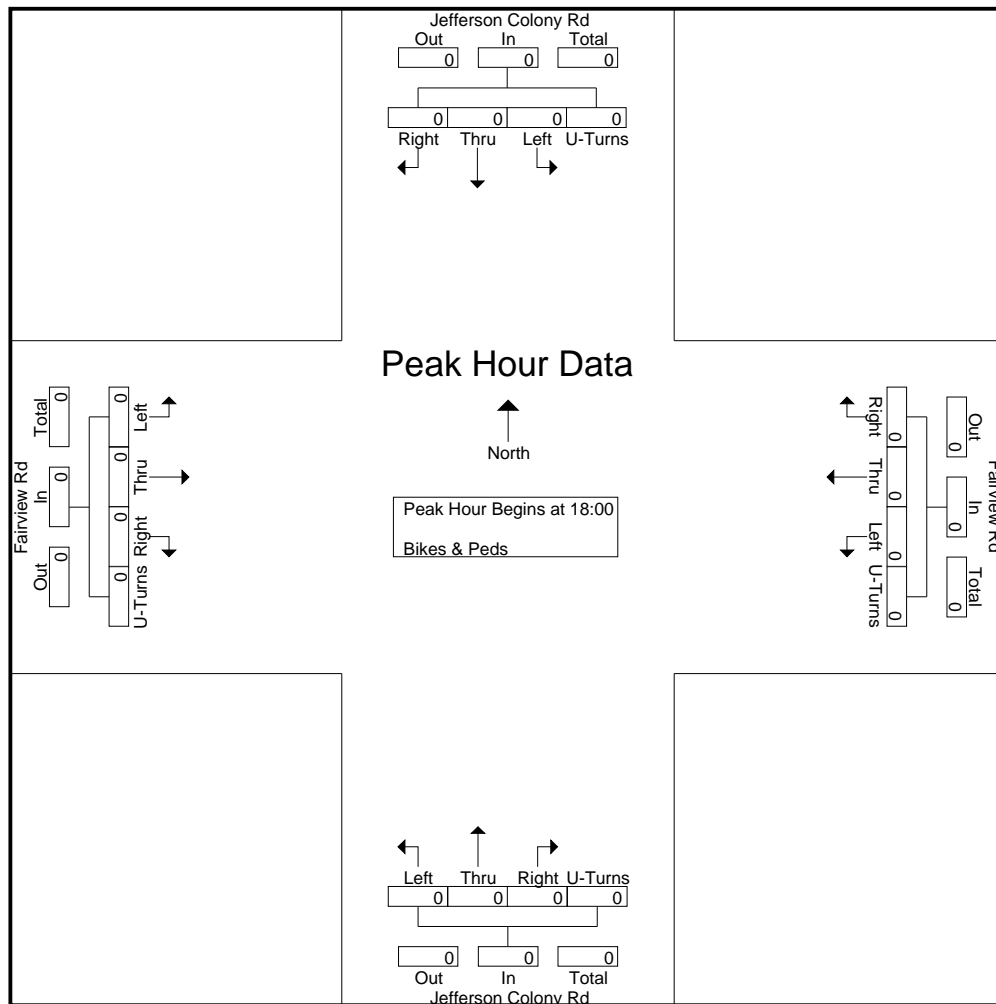 Jefferson Colony Rd
Out In Total
0 0 0
0 0 0 0
Right Thru Left U-Turns
Peak Hour Data
North
Peak Hour Begins at 18:00
Bikes & Peds
Fairview Rd
Total In Out
0 0 0
0 0 0 0
Left Thru Right U-Turns
Fairview Rd
Out In Total
0 0 0
0 0 0 0
Right Thru Left U-Turns
Left Thru Right U-Turns
0 0 0 0
0 0 0
Out In Total
Jefferson Colony Rd